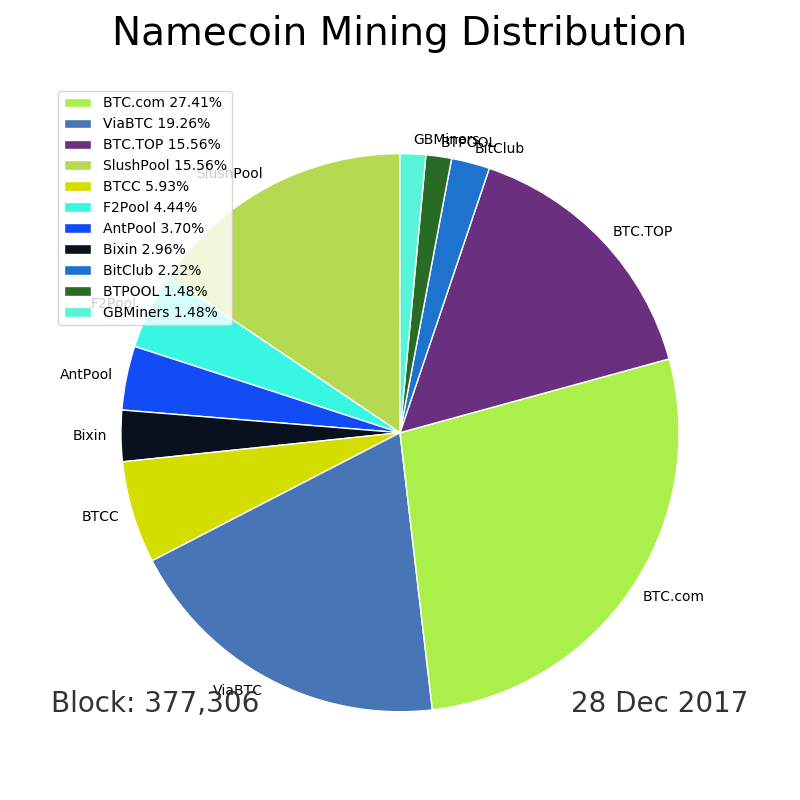 Namecoin Mining Distribution
BTC.com 27.41%
ViaBTC 19.26%
BTC.TOP 15.56%
SlushPool 15.56%
BTCC 5.93%
F2Pool 4.44%
AntPool 3.70%
Bixin 2.96%
BitClub 2.22%
BTPOOL 1.48%
GBMiners 1.48%
GBMiners
BTPOOL
BitClub
SlushPool
BTC.TOP
F2Pool
AntPool
Bixin
BTCC
BTC.com
ViaBTC
Block: 377,306
28 Dec 2017